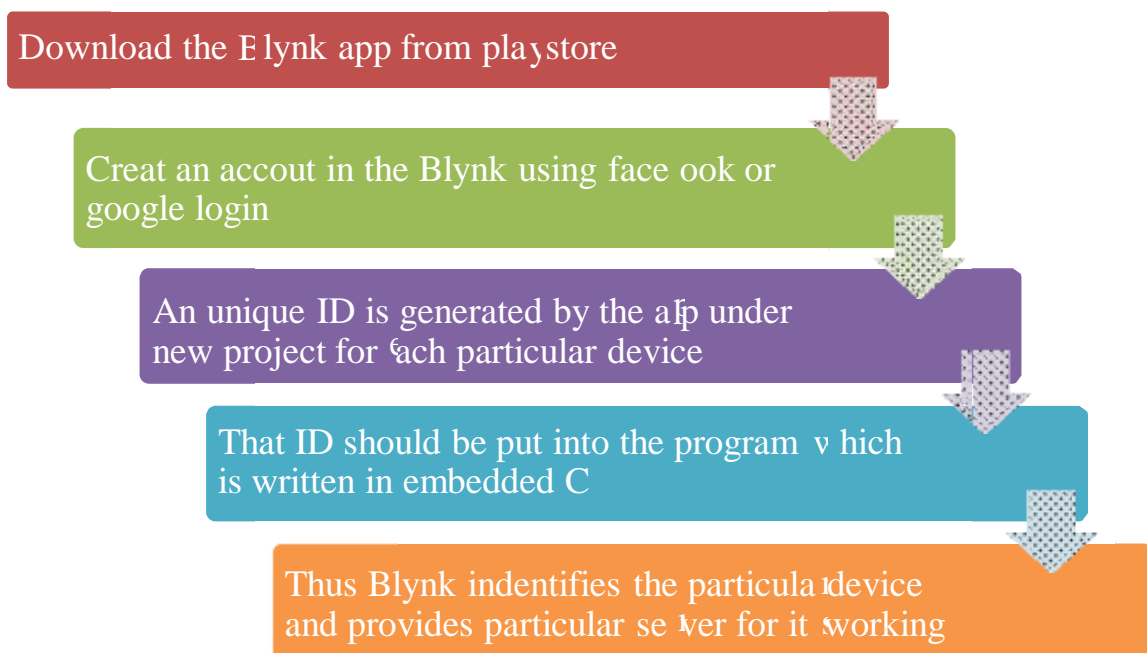 Download the Blynk app from playstore
Creat an accout in the Blynk using face ook or
google login
An unique ID is generated by the app under
new project for each particular device
That ID should be put into the program which
is written in embedded C
Thus Blynk indentifies the particular device
and provides particular server for its working